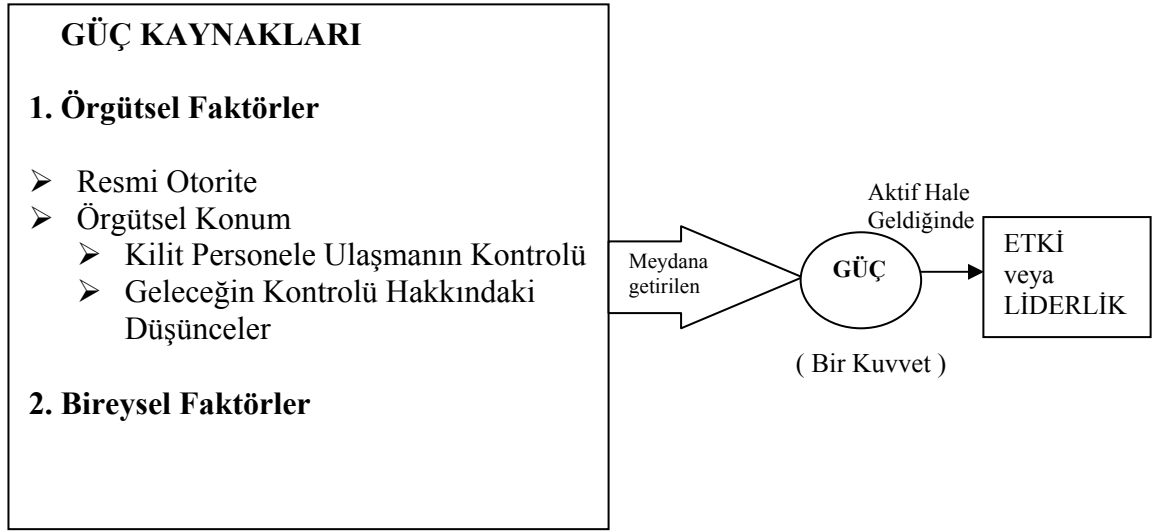 GÜÇ KAYNAKLARI
1. Örgütsel Faktörler
➢ Resmi Otorite
➢ Örgütsel Konum
➢ Kilit Personele Ulaşmanın Kontrolü
➢ Geleceğin Kontrolü Hakkındaki
Düşünceler
2. Bireysel Faktörler
Meydana
getirilen
GÜÇ
( Bir Kuvvet )
Aktif Hale
Geldiğinde
ETKİ
veya
LİDERLİK